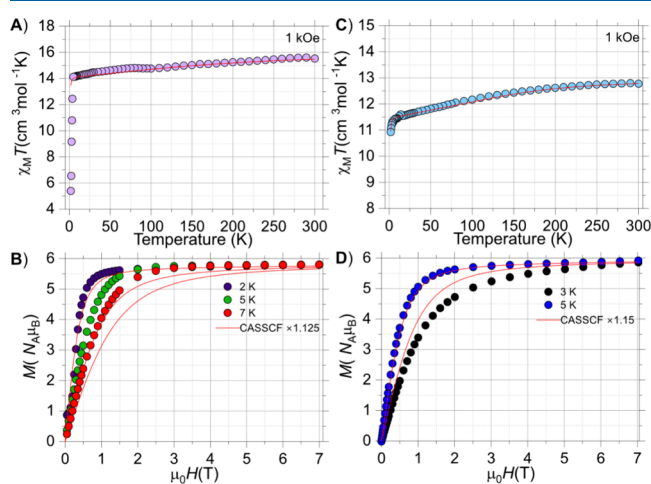 A)
1 kOe
χMT(cm³mol⁻¹K)
18
16
14
12
10
8
6
4
0 50 100 150 200 250 300
Temperature (K)
C)
1 kOe
χMT(cm³mol⁻¹K)
15
14
13
12
11
10
9
8
0 50 100 150 200 250 300
Temperature (K)
B)
M( NAμB)
6
5
4
3
2
1
0
2 K
5 K
7 K
CASSCF ×1.125
0 1 2 3 4 5 6 7
μ0H(T)
D)
M( NAμB)
6
5
4
3
2
1
0
3 K
5 K
CASSCF ×1.15
0 1 2 3 4 5 6 7
μ0H(T)